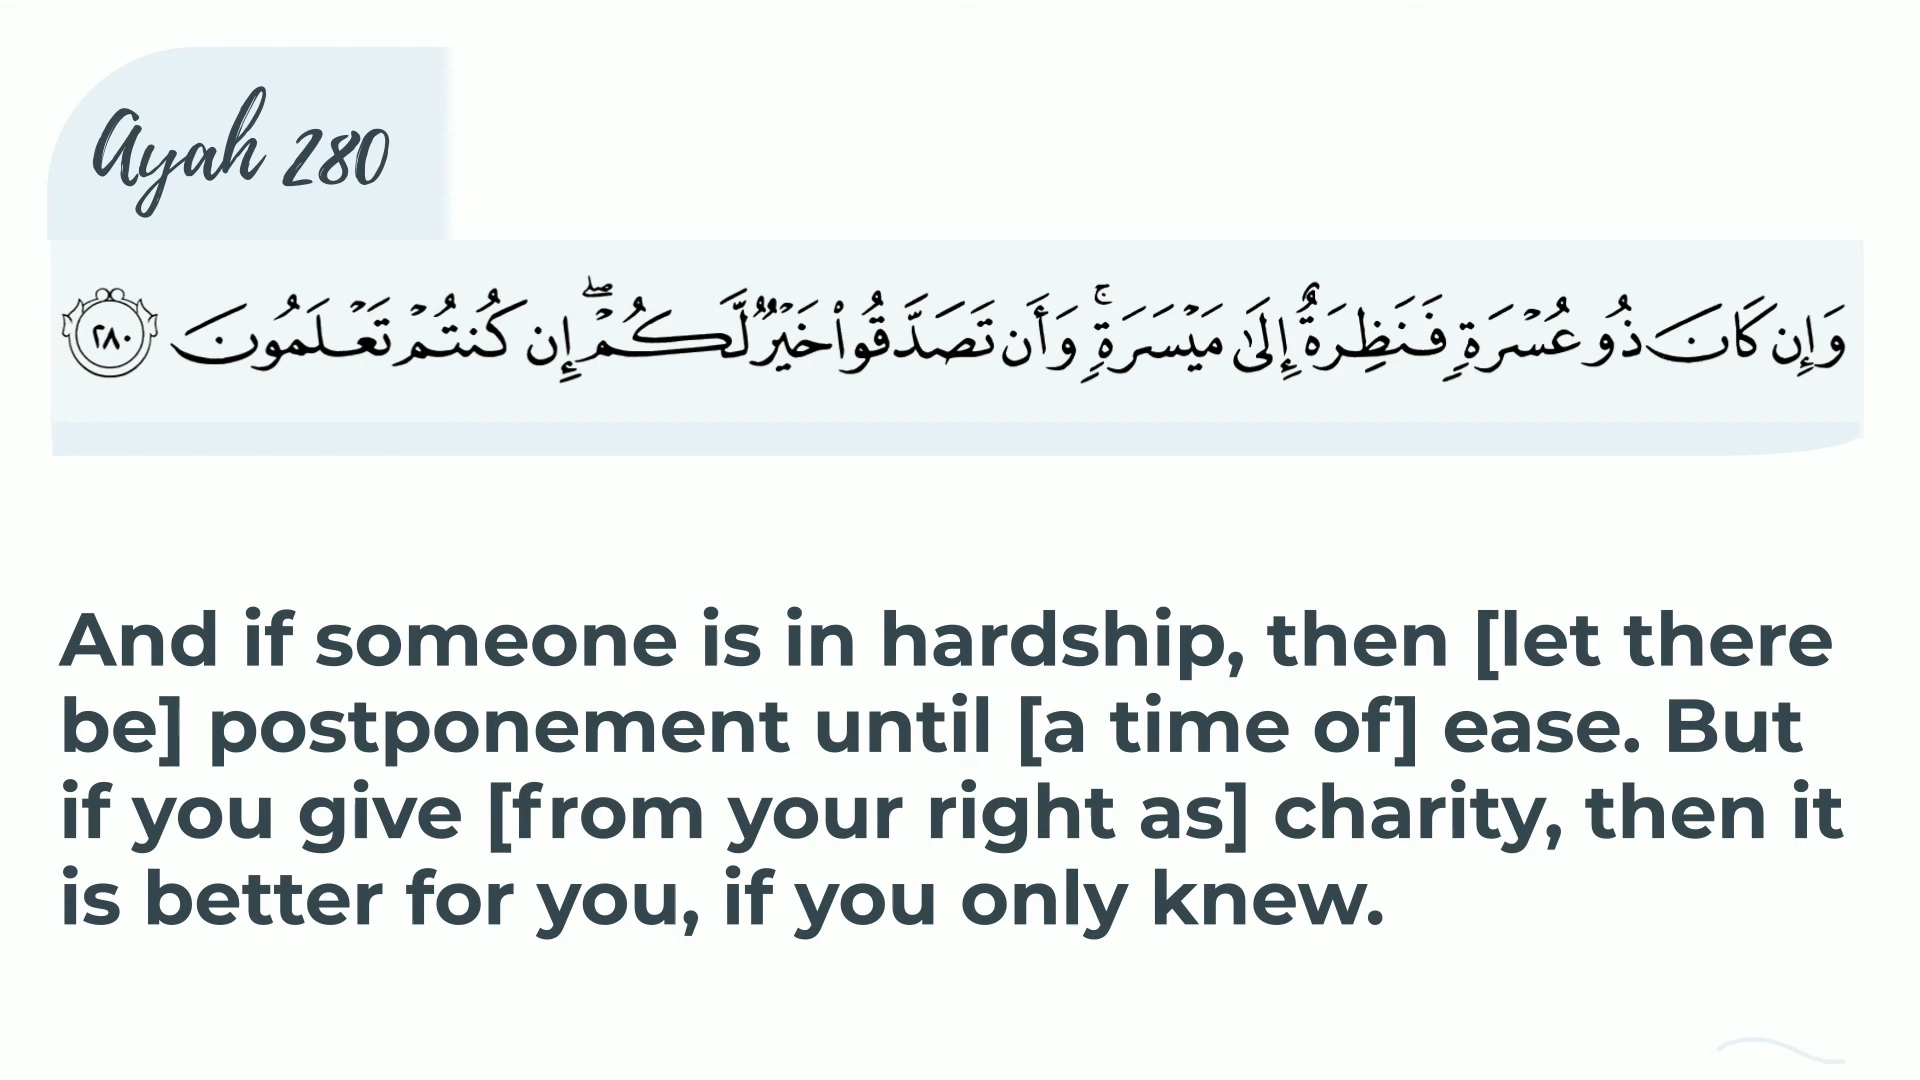 Ayah 280
وَإِن كَانَ ذُو عُسْرَةٍ فَنَظِرَةٌ إِلَىٰ مَيْسَرَةٍ ۚ وَأَن تَصَدَّقُوا۟ خَيْرٌ لَّكُمْ ۖ إِن كُنتُمْ تَعْلَمُونَ ٢٨٠
And if someone is in hardship, then [let there
be] postponement until [a time of] ease. But
if you give [from your right as] charity, then it
is better for you, if you only knew.